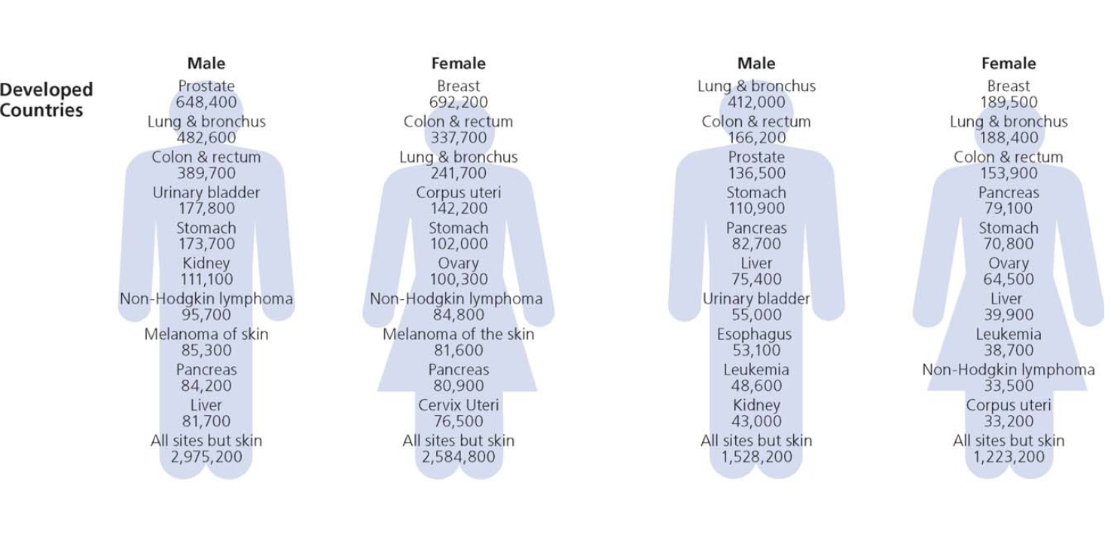 Developed
Countries
Male
Prostate
648,400
Lung & bronchus
482,600
Colon & rectum
389,700
Urinary bladder
177,800
Stomach
173,700
Kidney
111,100
Non-Hodgkin lymphoma
95,700
Melanoma of skin
85,300
Pancreas
84,200
Liver
81,700
All sites but skin
2,975,200
Female
Breast
692,200
Colon & rectum
337,700
Lung & bronchus
241,700
Corpus uteri
142,200
Stomach
102,000
Ovary
100,300
Non-Hodgkin lymphoma
84,800
Melanoma of the skin
81,600
Pancreas
80,900
Cervix Uteri
76,500
All sites but skin
2,584,800
Male
Lung & bronchus
412,000
Colon & rectum
166,200
Prostate
136,500
Stomach
110,900
Pancreas
82,700
Liver
75,400
Urinary bladder
55,000
Esophagus
53,100
Leukemia
48,600
Kidney
43,000
All sites but skin
1,528,200
Female
Breast
189,500
Lung & bronchus
188,400
Colon & rectum
153,900
Pancreas
79,100
Stomach
70,800
Ovary
64,500
Liver
39,900
Leukemia
38,700
Non-Hodgkin lymphoma
33,500
Corpus uteri
33,200
All sites but skin
1,223,200